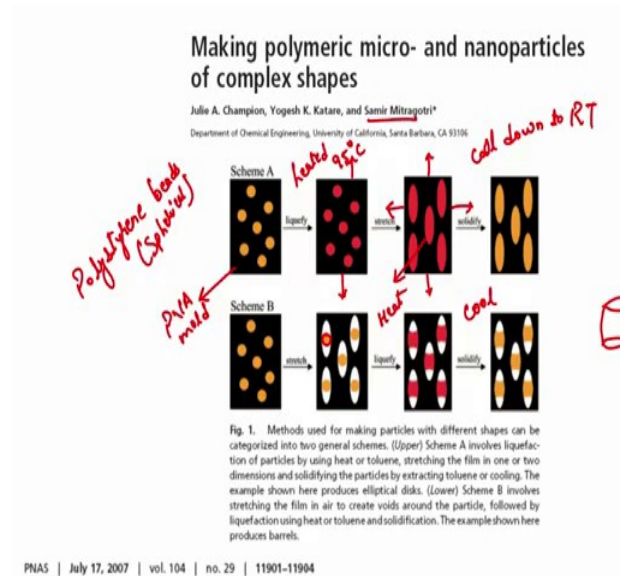 Making polymeric micro- and nanoparticles
of complex shapes
Julie A. Champion, Yogesh K. Katare, and Samir Mitragotri*
Department of Chemical Engineering, University of California, Santa Barbara, CA 93106
Polystyrene beads
(spherical)
heated 95°C
Cool down to RT
Scheme A
liquefy
stretch
solidify
PVA
mold
Heat
Cool
Scheme B
stretch
liquefy
solidify
Fig. 1. Methods used for making particles with different shapes can be
categorized into two general schemes. (Upper) Scheme A involves liquefac-
tion of particles by using heat or toluene, stretching the film in one or two
dimensions and solidifying the particles by extracting toluene or cooling. The
example shown here produces elliptical disks. (Lower) Scheme B involves
stretching the film in air to create voids around the particle, followed by
liquefaction using heat or toluene and solidification. The example shown here
produces barrels.
PNAS | July 17, 2007 | vol. 104 | no. 29 | 11901–11904